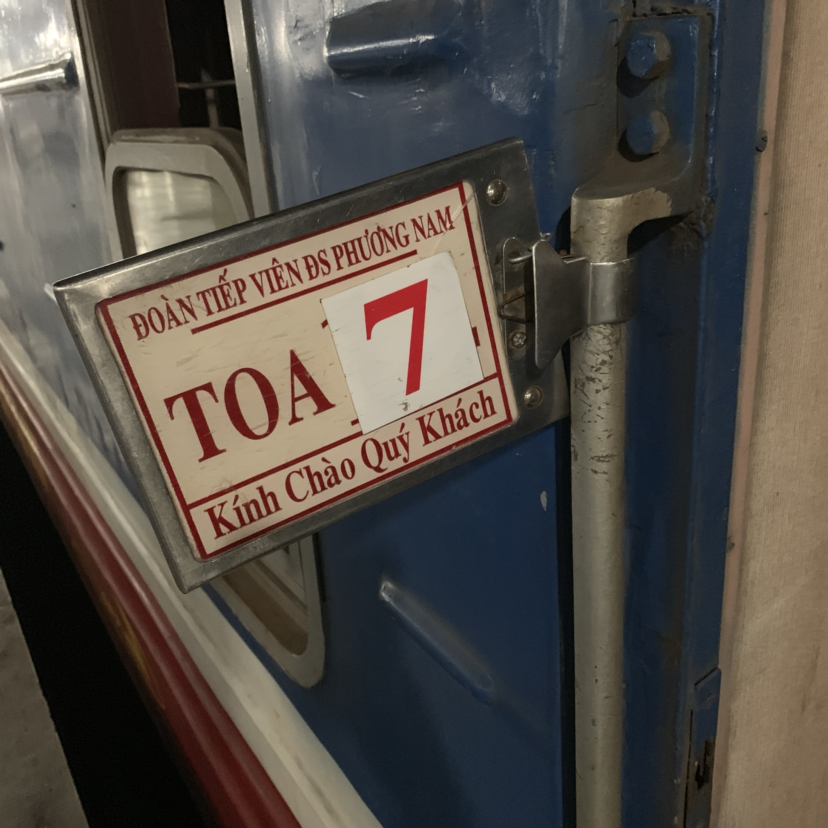 ĐOÀN TIẾP VIÊN ĐS PHƯƠNG NAM
TOA 7
Kính Chào Quý Khách